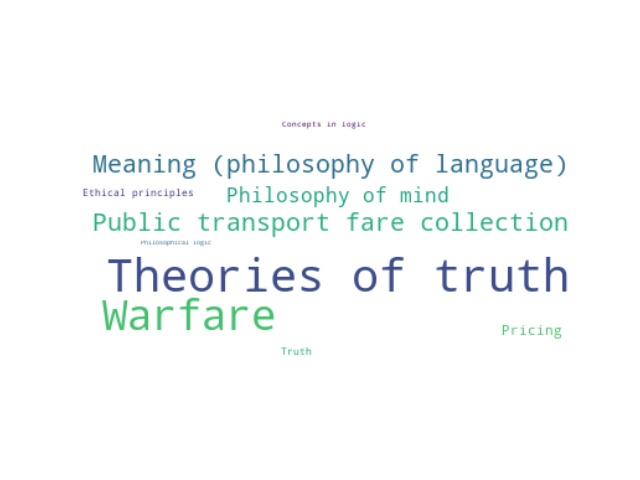 Concepts in logic
Meaning (philosophy of language)
Ethical principles
Philosophy of mind
Public transport fare collection
Philosophical logic
Theories of truth
Warfare
Pricing
Truth